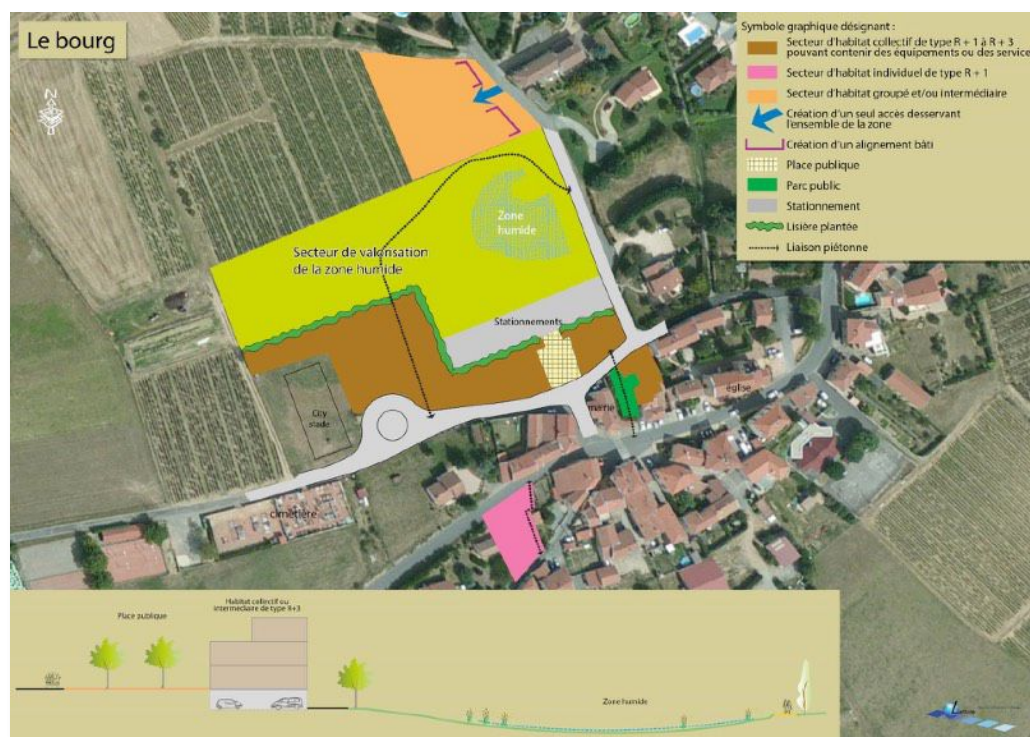 Le bourg
N
Symbole graphique désignant :
Secteur d'habitat collectif de type R + 1 à R + 3
pouvant contenir des équipements ou des service
Secteur d'habitat individuel de type R + 1
Secteur d'habitat groupé et/ou intermédiaire
Création d'un seul accès desservant
l'ensemble de la zone
Création d'un alignement bâti
Place publique
Parc public
Stationnement
Lisière plantée
Liaison piétonne
Zone
humide
Secteur de valorisation
de la zone humide
Stationnements
église
mairie
City
stade
cimetière
Habitat collectif ou
intermédiaire de type R+3
Place publique
Zone humide